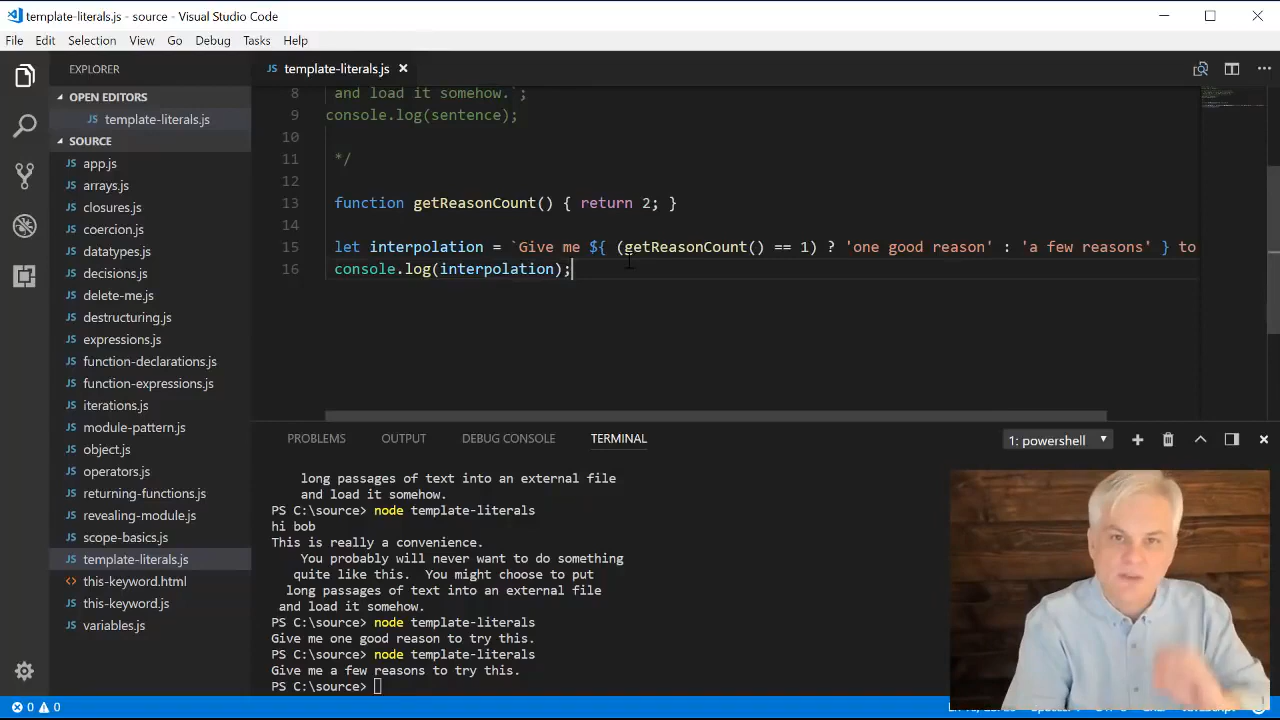 template-literals.js - source - Visual Studio Code
File Edit Selection View Go Debug Tasks Help
EXPLORER
template-literals.js
OPEN EDITORS
template-literals.js
SOURCE
app.js
arrays.js
closures.js
coercion.js
datatypes.js
decisions.js
delete-me.js
destructuring.js
expressions.js
function-declarations.js
function-expressions.js
iterations.js
module-pattern.js
object.js
operators.js
returning-functions.js
revealing-module.js
scope-basics.js
template-literals.js
this-keyword.html
this-keyword.js
variables.js
8 and load it somehow.`;
9 console.log(sentence);
10
11 */
12
13 function getReasonCount() { return 2; }
14
15 let interpolation = `Give me ${ (getReasonCount() == 1) ? 'one good reason' : 'a few reasons' } to
16 console.log(interpolation);
PROBLEMS OUTPUT DEBUG CONSOLE TERMINAL 1: powershell
long passages of text into an external file
and load it somehow.
PS C:\source> node template-literals
hi bob
This is really a convenience.
You probably will never want to do something
quite like this. You might choose to put
long passages of text into an external file
and load it somehow.
PS C:\source> node template-literals
Give me one good reason to try this.
PS C:\source> node template-literals
Give me a few reasons to try this.
PS C:\source>
0 0